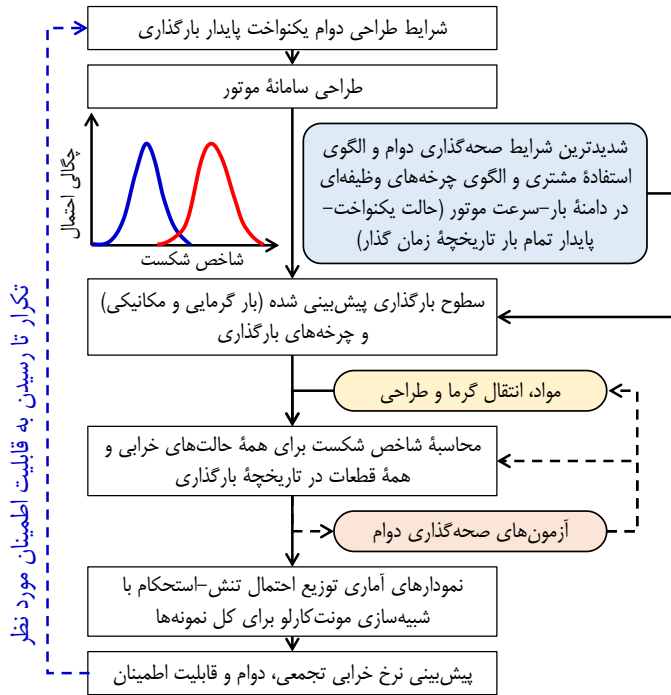 شرایط طراحی دوام یکنواخت پایدار بارگذاری
طراحی سامانهٔ موتور
چگالی احتمال
شاخص شکست
شدیدترین شرایط صحه‌گذاری دوام و الگوی
استفادهٔ مشتری و الگوی چرخه‌های وظیفه‌ای
در دامنهٔ بار–سرعت موتور (حالت یکنواخت–
پایدار تمام بار تاریخچهٔ زمان گذار)
سطوح بارگذاری پیش‌بینی شده (بار گرمایی و مکانیکی)
و چرخه‌های بارگذاری
مواد، انتقال گرما و طراحی
محاسبهٔ شاخص شکست برای همهٔ حالت‌های خرابی و
همهٔ قطعات در تاریخچهٔ بارگذاری
آزمون‌های صحه‌گذاری دوام
نمودارهای آماری توزیع احتمال تنش–استحکام با
شبیه‌سازی مونت‌کارلو برای کل نمونه‌ها
پیش‌بینی نرخ خرابی تجمعی، دوام و قابلیت اطمینان
تکرار تا رسیدن به قابلیت اطمینان مورد نظر